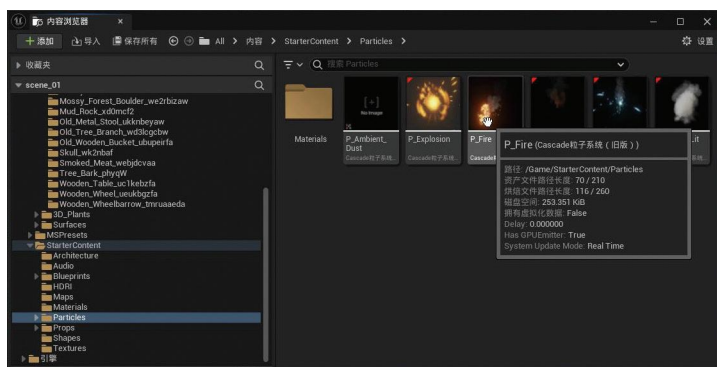 内容浏览器 ×
添加 导入 保存所有 All > 内容 > StarterContent > Particles > 设置
收藏夹
搜索 Particles
scene_01
Mossy_Forest_Boulder_we2rbizaw
Mud_Rock_xd0mcf2
Old_Metal_Stool_ukknbeyaw
Old_Tree_Branch_wd3lcgcbw
Old_Wooden_Bucket_ubupeirfa
Skull_wk2nbaf
Smoked_Meat_webjdcvaa
Tree_Bark_phyqW
Wooden_Table_uc1kebzfa
Wooden_Wheel_ueukbgzfa
Wooden_Wheelbarrow_tmruaaeda
3D_Plants
Surfaces
MSPresets
StarterContent
Architecture
Audio
Blueprints
HDRI
Maps
Materials
Particles
Props
Shapes
Textures
引擎
Materials
No Image
P_Ambient_
Dust
Cascade粒子系统...
P_Explosion
Cascade粒子系统...
P_Fire
P_Fire (Cascade粒子系统（旧版）)
路径: /Game/StarterContent/Particles
资产文件路径长度: 70 / 210
烘焙文件路径长度: 116 / 260
磁盘空间: 253.351 KiB
拥有虚拟化数据: False
Delay: 0.000000
Has GPUEmitter: True
System Update Mode: Real Time